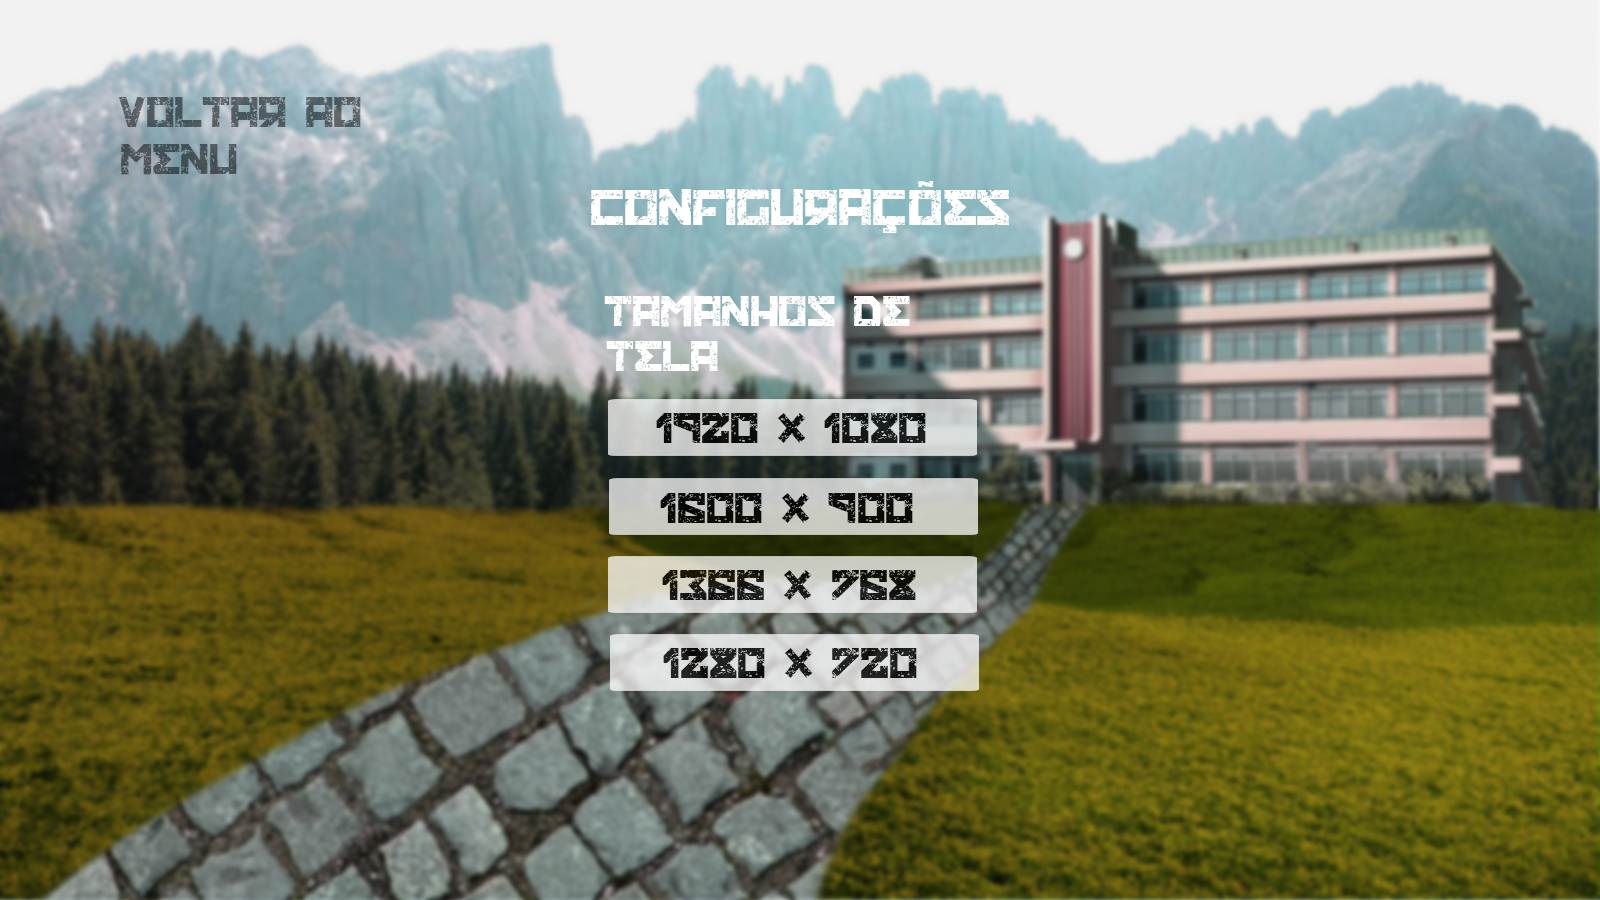 VOLTAR AO
MENU
CONFIGURAÇÕES
TAMANHOS DE
TELA
1920 X 1080
1600 X 900
1366 X 768
1280 X 720